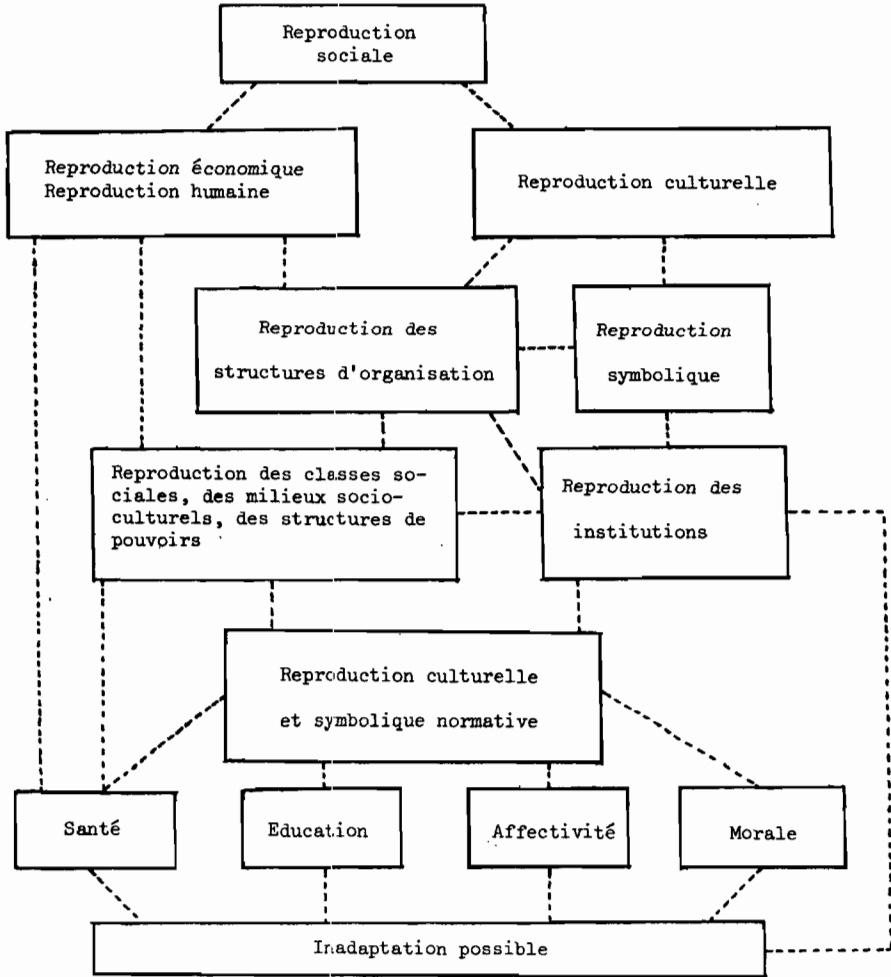 Reproduction
sociale
Reproduction économique
Reproduction humaine
Reproduction culturelle
Reproduction des
structures d'organisation
Reproduction
symbolique
Reproduction des classes so-
ciales, des milieux socio-
culturels, des structures de
pouvoirs
Reproduction des
institutions
Reproduction culturelle
et symbolique normative
Santé
Education
Affectivité
Morale
Inadaptation possible